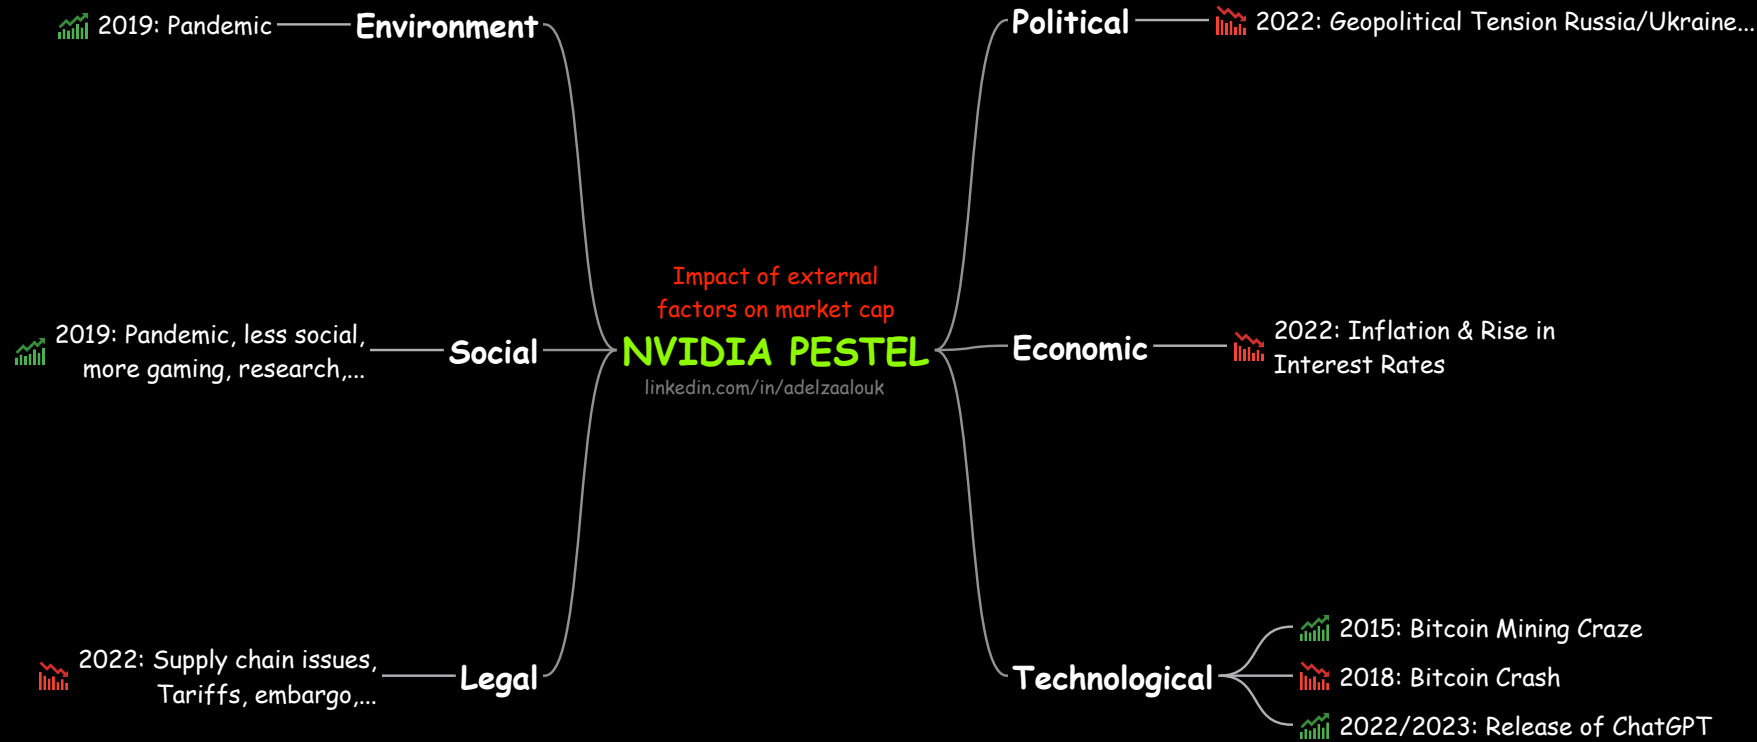 2019: Pandemic
Environment
2019: Pandemic, less social,
more gaming, research,...
Social
2022: Supply chain issues,
Tariffs, embargo,...
Legal
Impact of external
factors on market cap
NVIDIA PESTEL
linkedin.com/in/adelzaalouk
Political
2022: Geopolitical Tension Russia/Ukraine...
Economic
2022: Inflation & Rise in
Interest Rates
Technological
2015: Bitcoin Mining Craze
2018: Bitcoin Crash
2022/2023: Release of ChatGPT